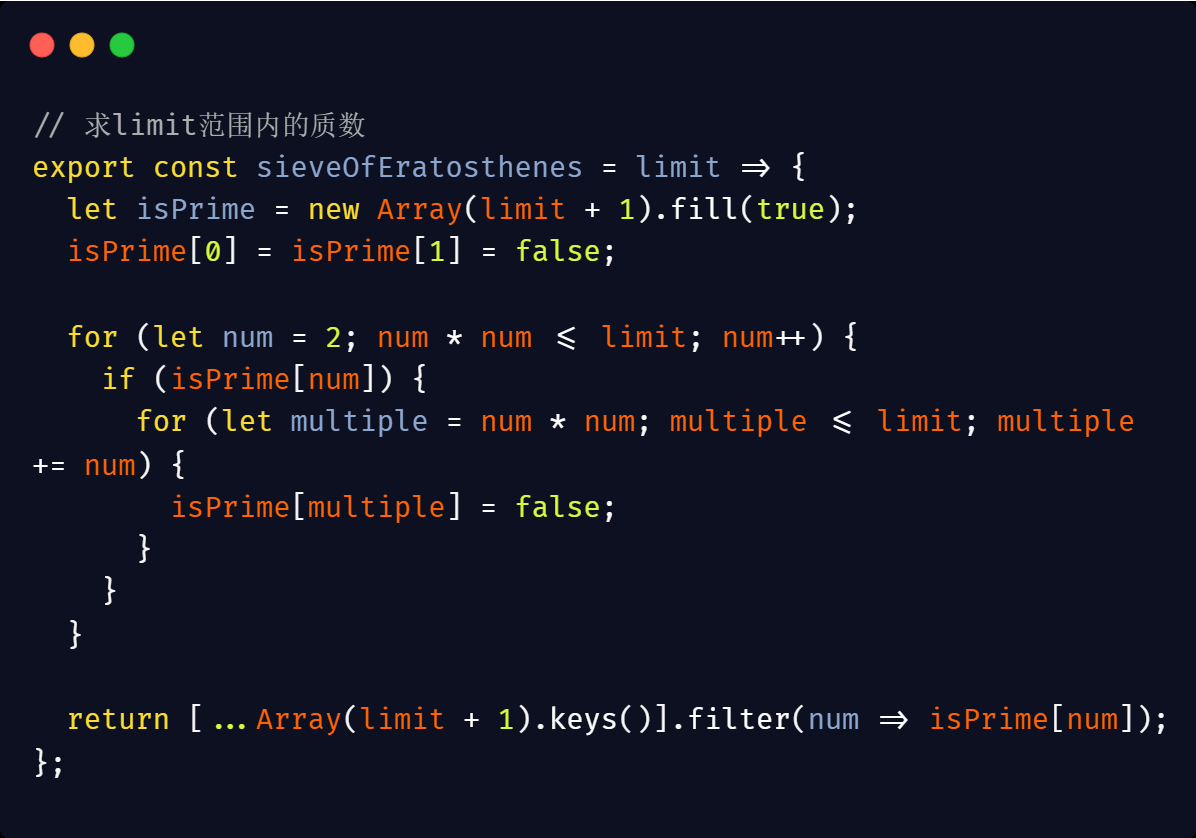 // 求limit范围内的质数
export const sieveOfEratosthenes = limit => {
  let isPrime = new Array(limit + 1).fill(true);
  isPrime[0] = isPrime[1] = false;

  for (let num = 2; num * num <= limit; num++) {
    if (isPrime[num]) {
      for (let multiple = num * num; multiple <= limit; multiple
+= num) {
        isPrime[multiple] = false;
      }
    }
  }

  return [...Array(limit + 1).keys()].filter(num => isPrime[num]);
};